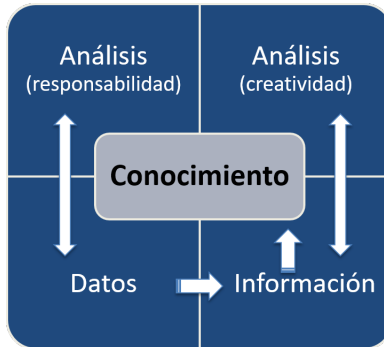 Análisis
(responsabilidad)
Análisis
(creatividad)
Conocimiento
Datos
Información